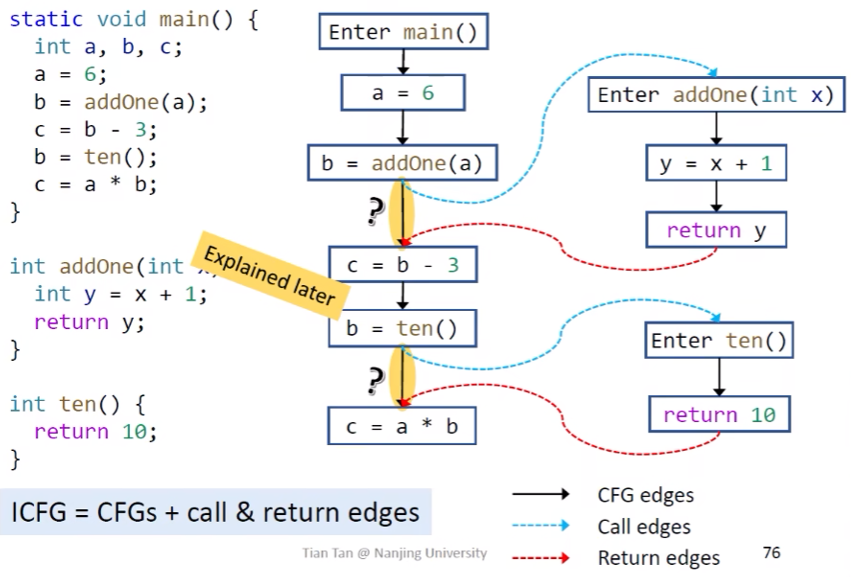 static void main() {
int a, b, c;
a = 6;
b = addOne(a);
c = b - 3;
b = ten();
c = a * b;
}
int addOne(int
int y = x + 1;
return y;
}
int ten() {
return 10;
}
Enter main()
a = 6
b = addOne(a)
?
Explained later
c = b - 3
b = ten()
?
c = a * b
Enter addOne(int x)
y = x + 1
return y
Enter ten()
return 10
ICFG = CFGs + call & return edges
CFG edges
Call edges
Return edges
Tian Tan @ Nanjing University
76